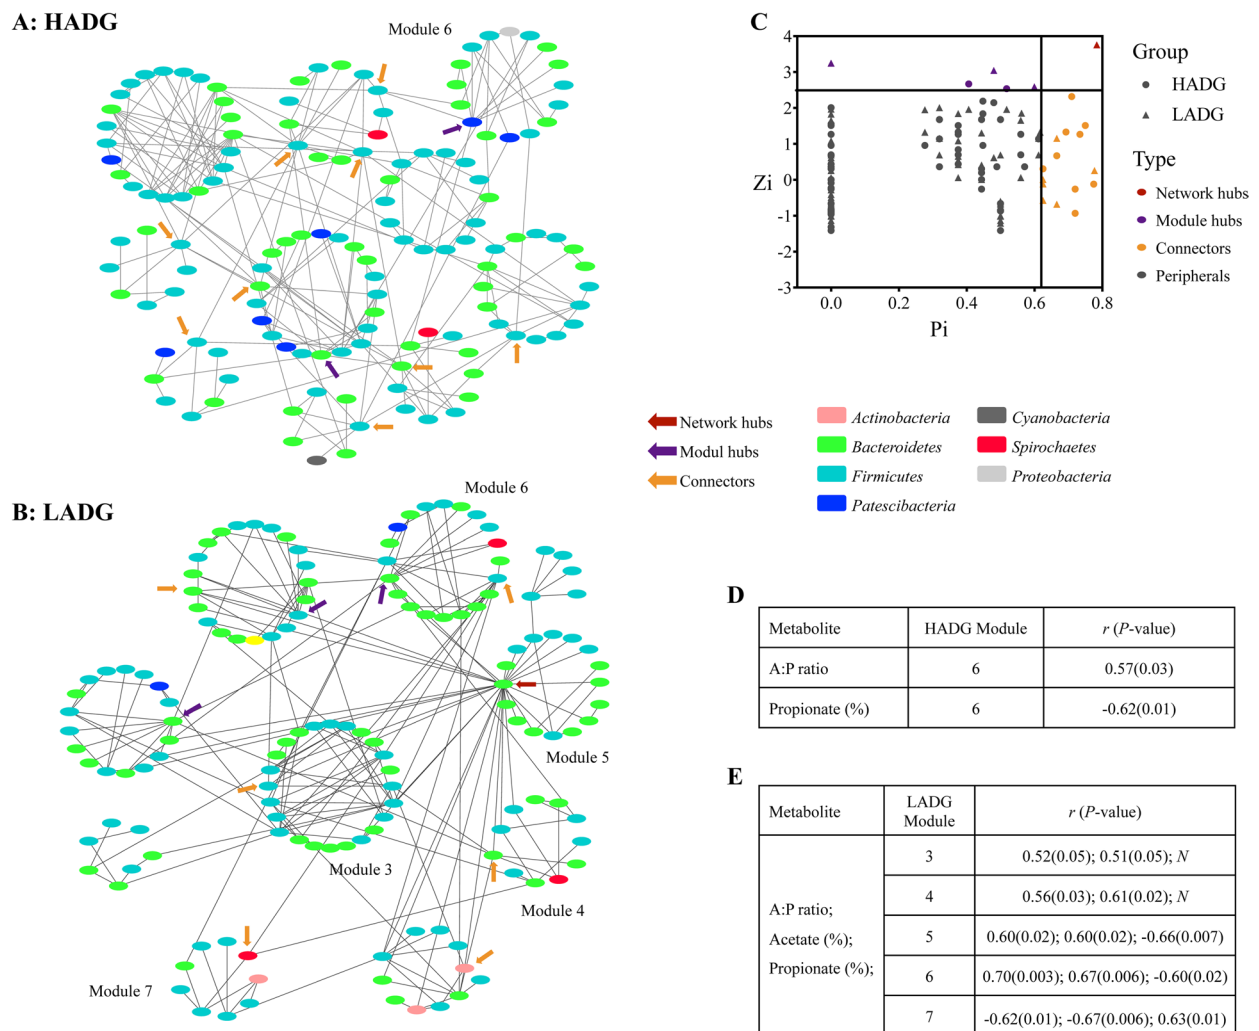 A: HADG
Module 6
B: LADG
Module 6
Module 5
Module 3
Module 4
Module 7
C
4
3
2
1
0
-1
-2
-3
Zi
0.0 0.2 0.4 0.6 0.8
Pi
Group
HADG
LADG
Type
Network hubs
Module hubs
Connectors
Peripherals
Network hubs
Modul hubs
Connectors
Actinobacteria
Bacteroidetes
Firmicutes
Patescibacteria
Cyanobacteria
Spirochaetes
Proteobacteria
D
Metabolite HADG Module r (P-value)
A:P ratio 6 0.57(0.03)
Propionate (%) 6 -0.62(0.01)
E
Metabolite LADG Module r (P-value)
A:P ratio;
Acetate (%);
Propionate (%);
3 0.52(0.05); 0.51(0.05); N
4 0.56(0.03); 0.61(0.02); N
5 0.60(0.02); 0.60(0.02); -0.66(0.007)
6 0.70(0.003); 0.67(0.006); -0.60(0.02)
7 -0.62(0.01); -0.67(0.006); 0.63(0.01)